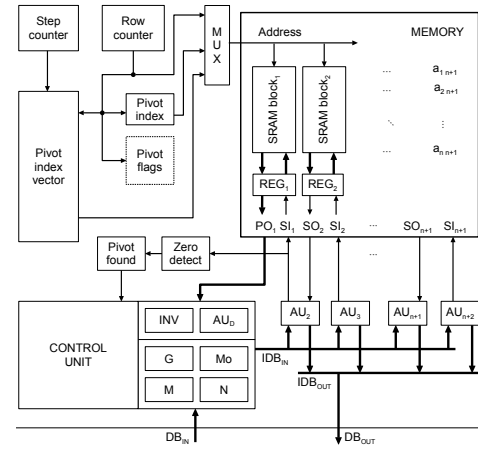 Step counter
Row counter
MUX
Address
MEMORY
SRAM block1
SRAM block2
... a1 n+1
... a2 n+1
⋱ ⋮
... an n+1
Pivot index
Pivot index vector
Pivot flags
REG1 REG2
PO1 SI1 SO2 SI2 ... SOn+1 SIn+1
Pivot found
Zero detect
...
INV AUD
AU2 AU3 AUn+1 AUn+2
CONTROL UNIT
G Mo
M N
IDBIN
IDBOUT
DBIN DBOUT